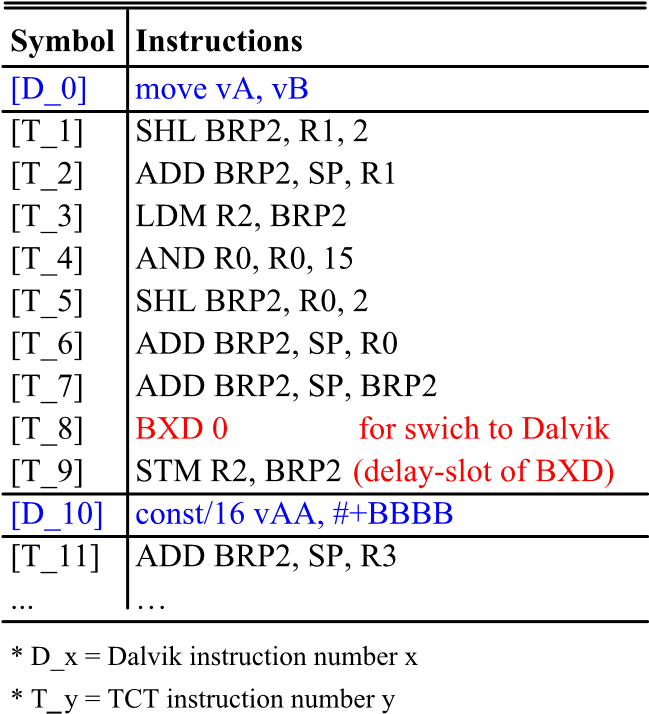 Symbol Instructions
[D_0] move vA, vB
[T_1] SHL BRP2, R1, 2
[T_2] ADD BRP2, SP, R1
[T_3] LDM R2, BRP2
[T_4] AND R0, R0, 15
[T_5] SHL BRP2, R0, 2
[T_6] ADD BRP2, SP, R0
[T_7] ADD BRP2, SP, BRP2
[T_8] BXD 0 for swich to Dalvik
[T_9] STM R2, BRP2 (delay-slot of BXD)
[D_10] const/16 vAA, #+BBBB
[T_11] ADD BRP2, SP, R3
... …
* D_x = Dalvik instruction number x
* T_y = TCT instruction number y